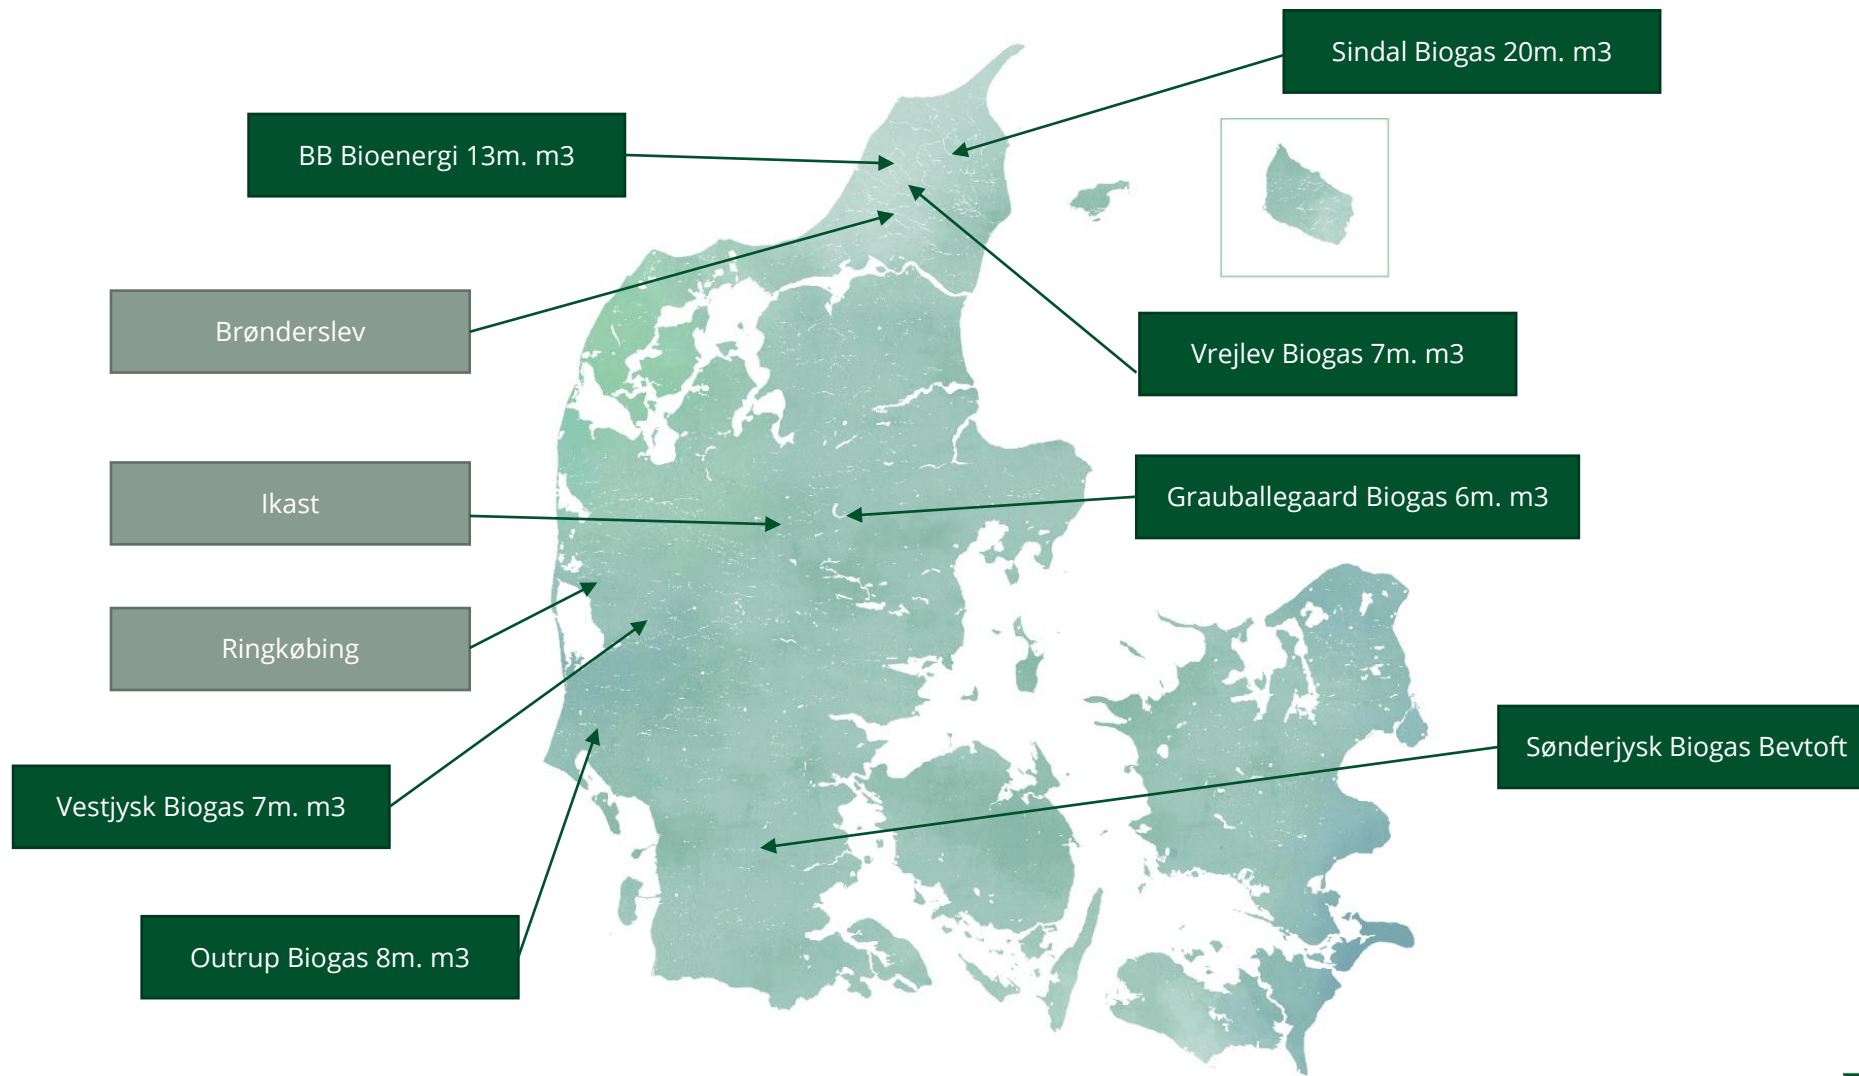 Sindal Biogas 20m. m3
BB Bioenergi 13m. m3
Brønderslev
Vrejlev Biogas 7m. m3
Ikast
Grauballegaard Biogas 6m. m3
Ringkøbing
Sønderjysk Biogas Bevtoft
Vestjysk Biogas 7m. m3
Outrup Biogas 8m. m3